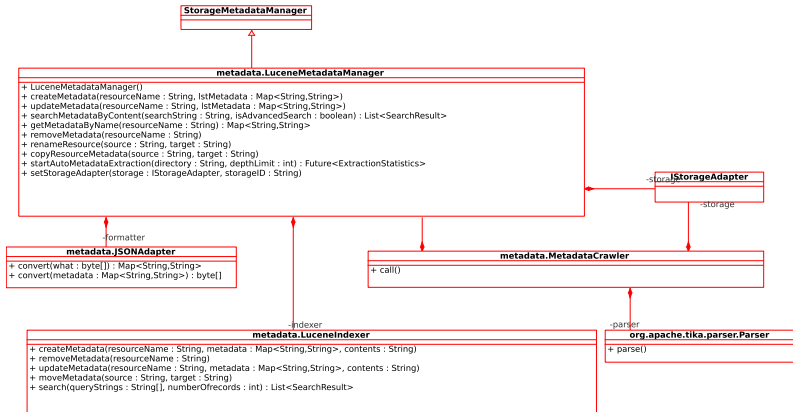 StorageMetadataManager
metadata.LuceneMetadataManager
+ LuceneMetadataManager()
+ createMetadata(resourceName : String, lstMetadata : Map<String,String>)
+ updateMetadata(resourceName : String, lstMetadata : Map<String,String>)
+ searchMetadataByContent(searchString : String, isAdvancedSearch : boolean) : List<SearchResult>
+ getMetadataByName(resourceName : String) : Map<String,String>
+ removeMetadata(resourceName : String)
+ renameResource(source : String, target : String)
+ copyResourceMetadata(source : String, target : String)
+ startAutoMetadataExtraction(directory : String, depthLimit : int) : Future<ExtractionStatistics>
+ setStorageAdapter(storage : IStorageAdapter, storageID : String)
-storage
IStorageAdapter
-storage
-formatter
metadata.JSONAdapter
+ convert(what : byte[]) : Map<String,String>
+ convert(metadata : Map<String,String>) : byte[]
metadata.MetadataCrawler
+ call()
-indexer
metadata.LuceneIndexer
+ createMetadata(resourceName : String, metadata : Map<String,String>, contents : String)
+ removeMetadata(resourceName : String)
+ updateMetadata(resourceName : String, metadata : Map<String,String>, contents : String)
+ moveMetadata(source : String, target : String)
+ search(queryStrings : String[], numberOfrecords : int) : List<SearchResult>
-parser
org.apache.tika.parser.Parser
+ parse()